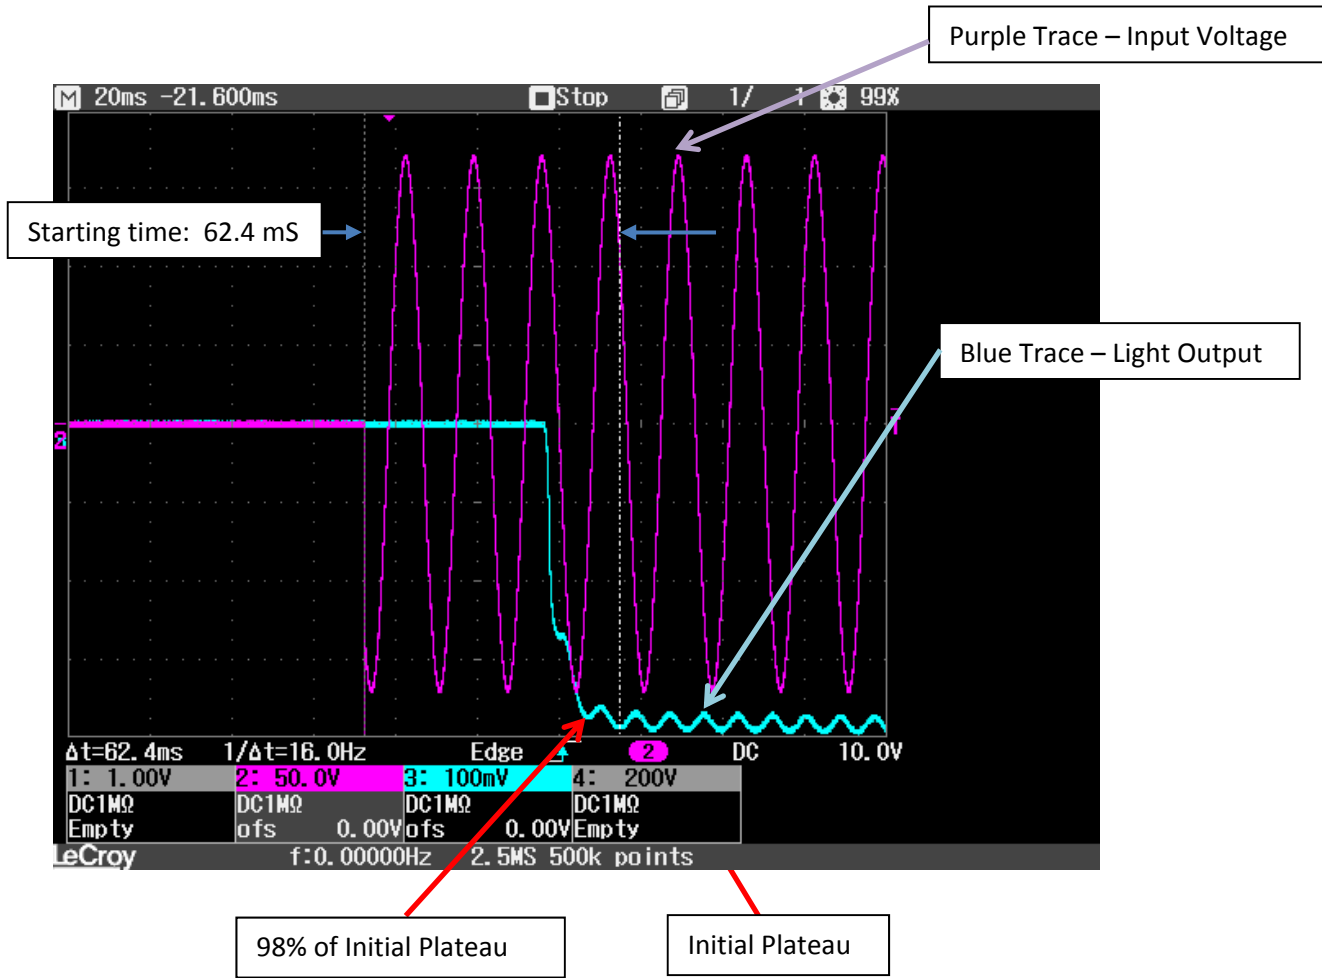 Purple Trace – Input Voltage
M 20ms -21.600ms Stop 1/ 1 99%
Starting time: 62.4 mS
Blue Trace – Light Output
Δt=62.4ms 1/Δt=16.0Hz Edge 2 DC 10.0V
1: 1.00V 2: 50.0V 3: 100mV 4: 200V
DC1MΩ DC1MΩ DC1MΩ DC1MΩ
Empty ofs 0.00V ofs 0.00V Empty
LeCroy f:0.00000Hz 2.5MS 500k points
98% of Initial Plateau
Initial Plateau